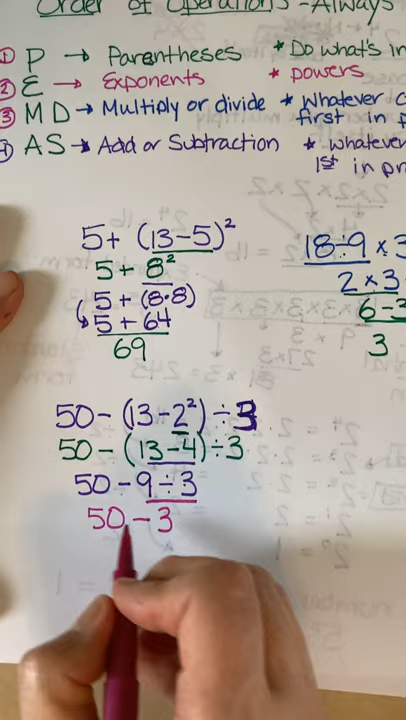 Order of Operations - Always
① P → Parentheses * Do what's in
② E → Exponents * powers
③ M D → Multiply or divide * Whatever c
first in p
④ A S → Add or Subtraction * whatever
1st in pr
5 + (13 - 5)²
5 + 8²
5 + (8·8)
5 + 64
69
18 ÷ 9 × 3
2 × 3
6 - 3
3
50 - (13 - 2²) ÷ 3
50 - (13 - 4) ÷ 3
50 - 9 ÷ 3
50 - 3